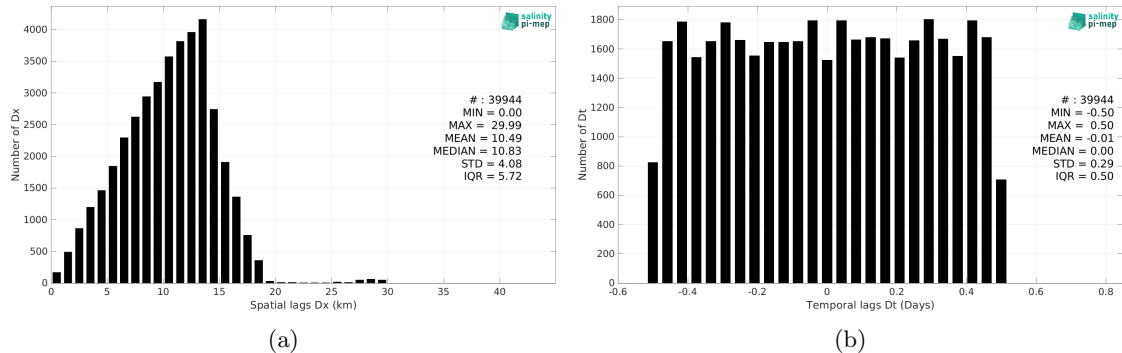 4000
3500
3000
2500
2000
1500
1000
500
0
Number of Dx
0
5
10
15
20
25
30
35
40
Spatial lags Dx (km)
salinity
pi-mep
# : 39944
MIN = 0.00
MAX = 29.99
MEAN = 10.49
MEDIAN = 10.83
STD = 4.08
IQR = 5.72
(a)
1800
1600
1400
1200
1000
800
600
400
200
0
Number of Dt
-0.6
-0.4
-0.2
0
0.2
0.4
0.6
0.8
Temporal lags Dt (Days)
salinity
pi-mep
# : 39944
MIN = -0.50
MAX = 0.50
MEAN = -0.01
MEDIAN = 0.00
STD = 0.29
IQR = 0.50
(b)